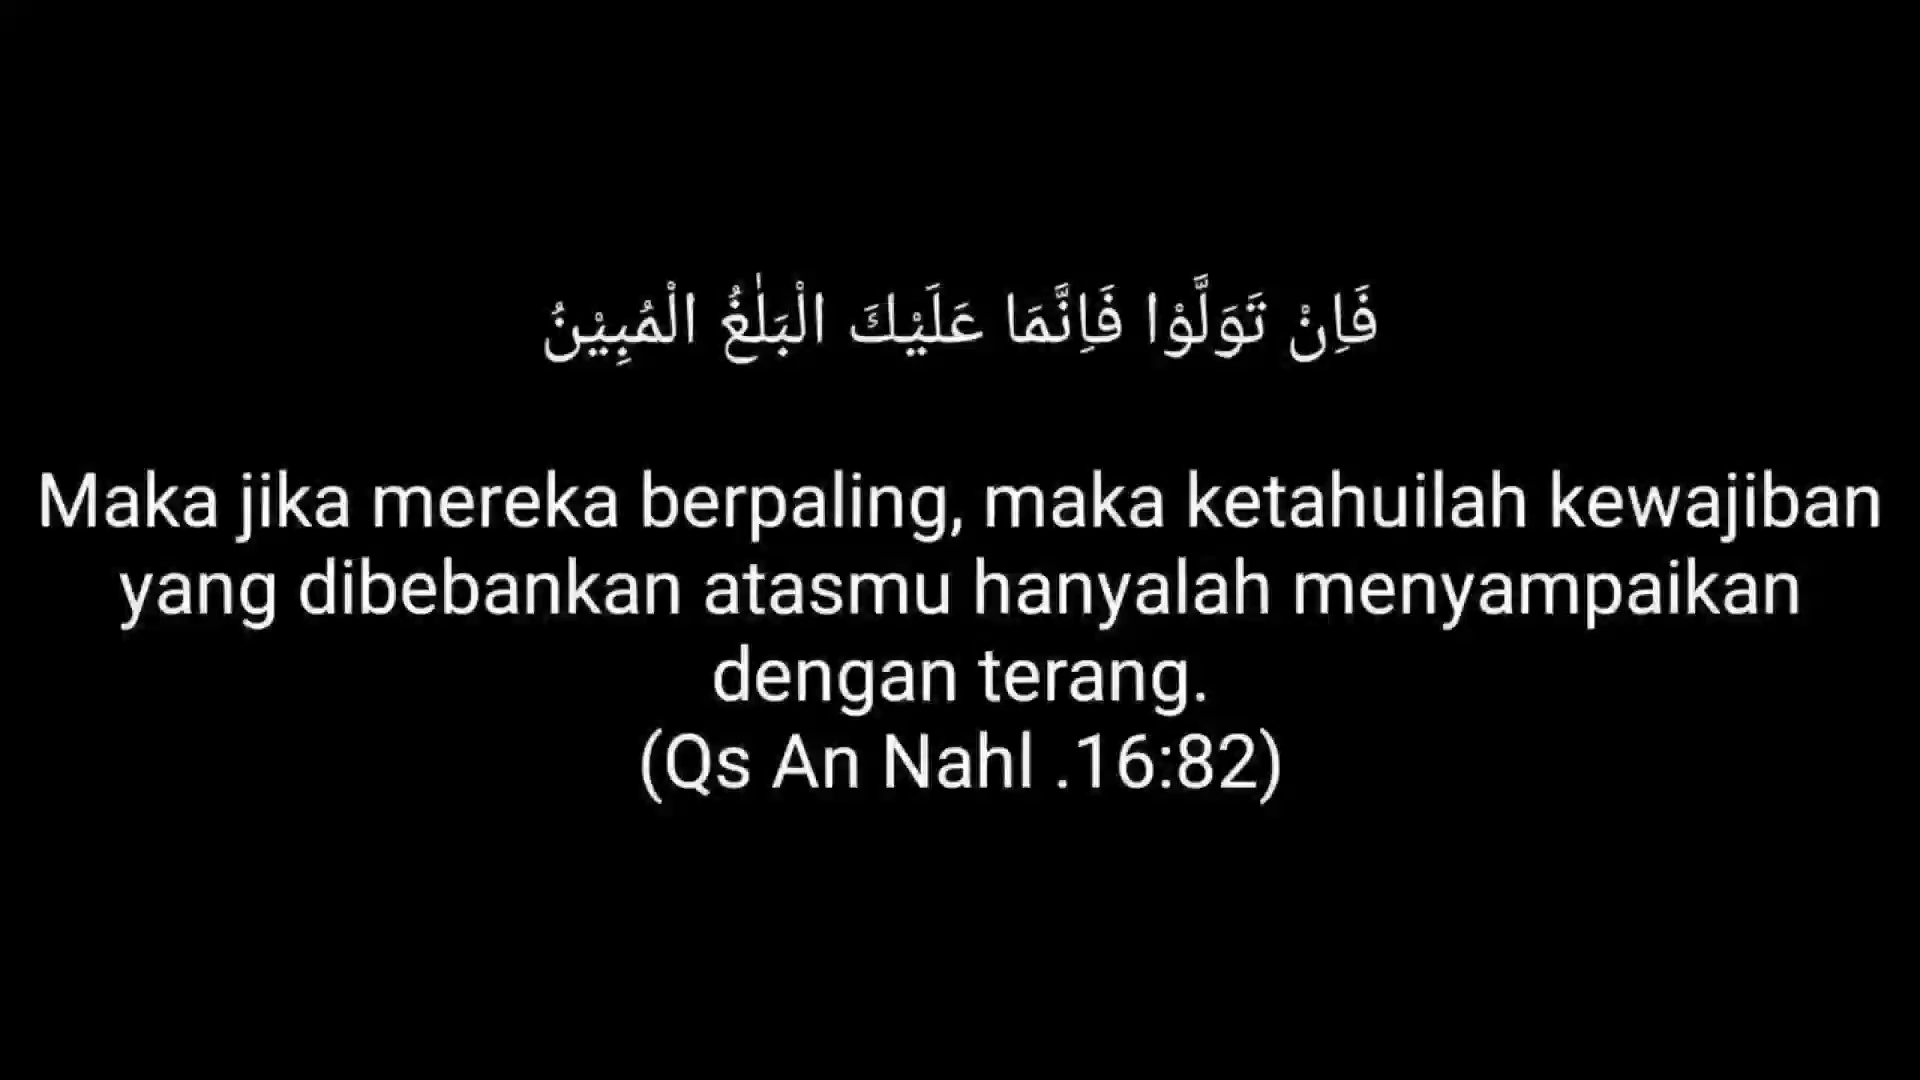 فَاِنْ تَوَلَّوْا فَاِنَّمَا عَلَيْكَ الْبَلٰغُ الْمُبِيْنُ
Maka jika mereka berpaling, maka ketahuilah kewajiban
yang dibebankan atasmu hanyalah menyampaikan
dengan terang.
(Qs An Nahl .16:82)